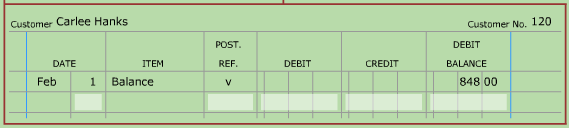 Customer Carlee Hanks Customer No. 120
POST. DEBIT
DATE ITEM REF. DEBIT CREDIT BALANCE
Feb 1 Balance v 848 00